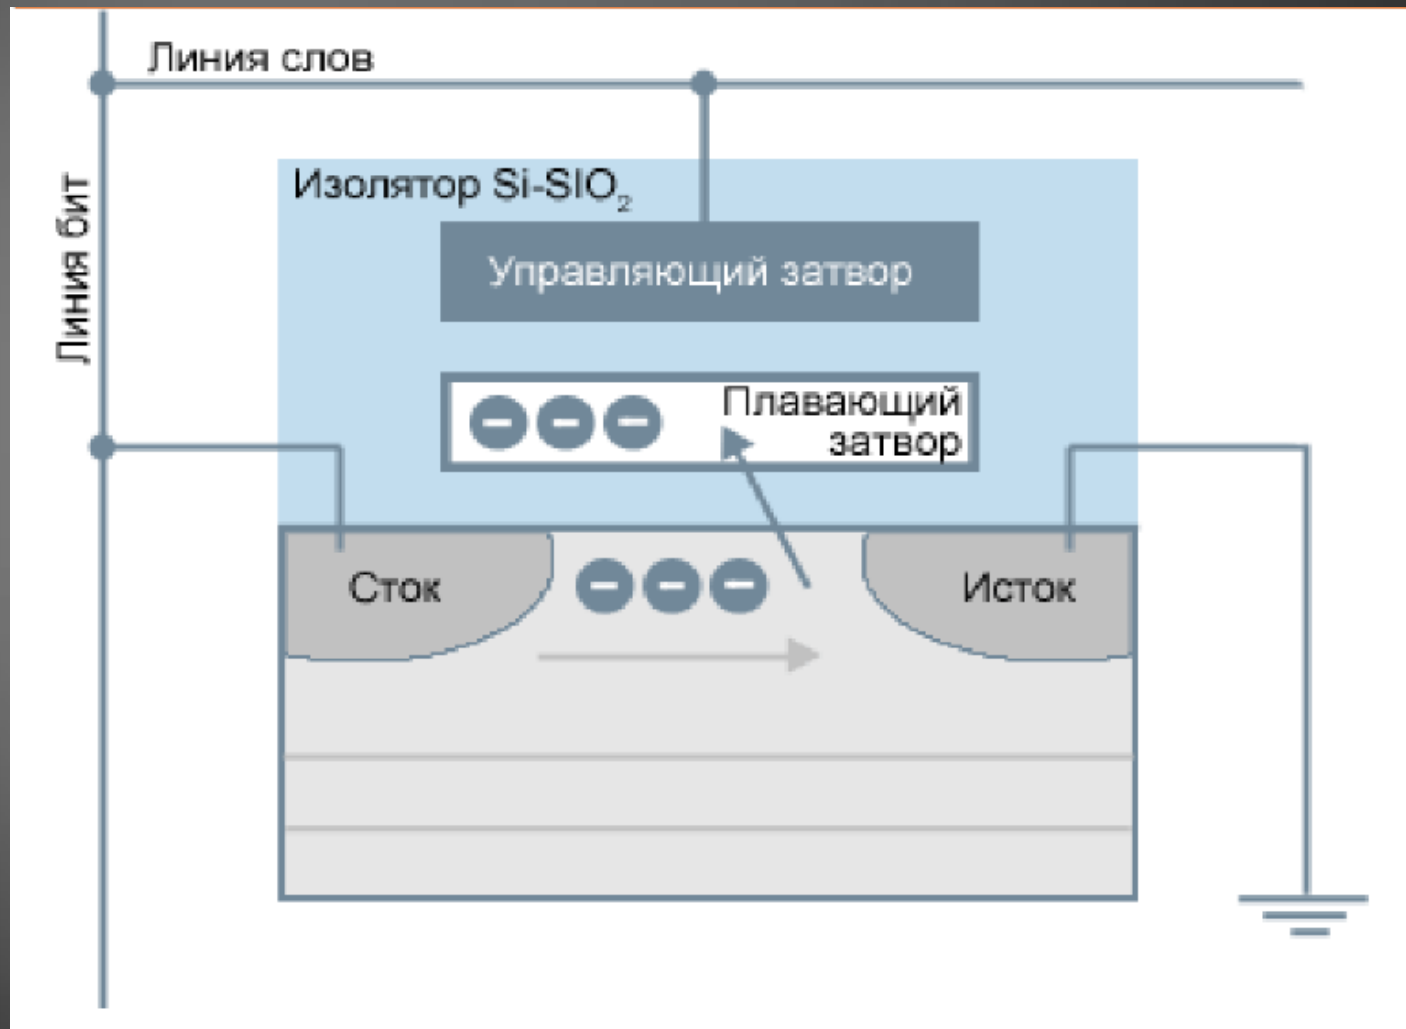 Линия слов
Линия бит
Изолятор Si-SIO₂
Управляющий затвор
Плавающий
затвор
Сток
Исток